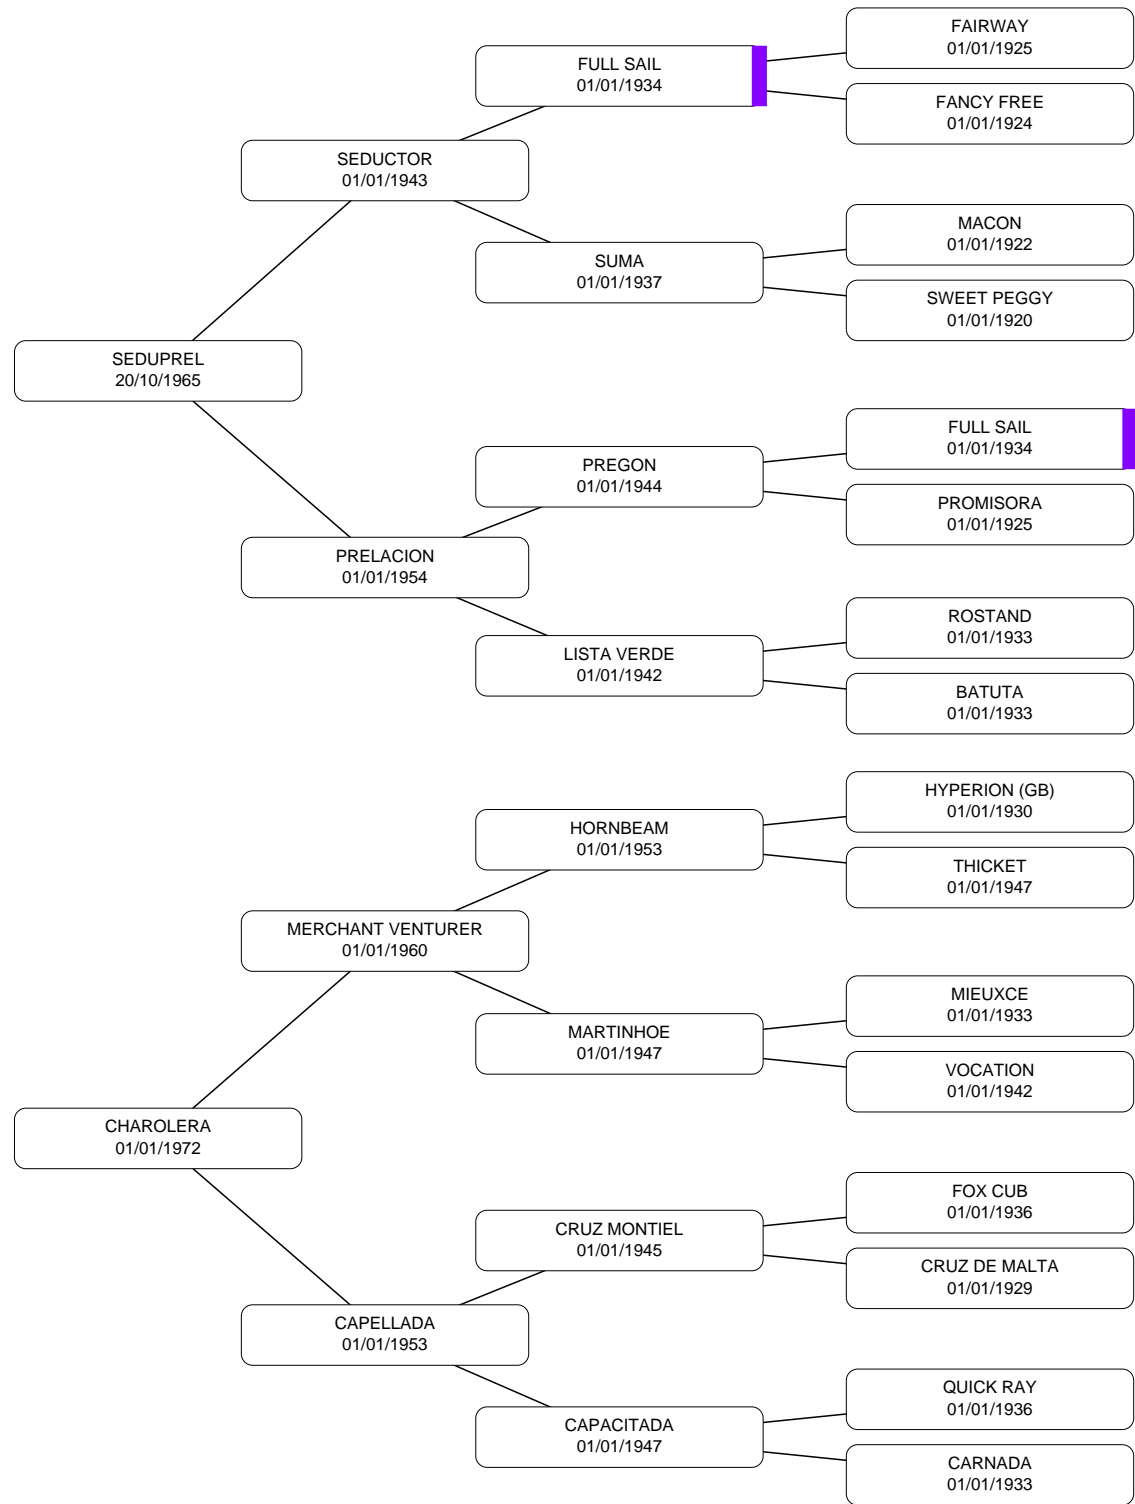 FAIRWAY
01/01/1925
FULL SAIL
01/01/1934
FANCY FREE
01/01/1924
SEDUCTOR
01/01/1943
MACON
01/01/1922
SUMA
01/01/1937
SWEET PEGGY
01/01/1920
SEDUPREL
20/10/1965
FULL SAIL
01/01/1934
PREGON
01/01/1944
PROMISORA
01/01/1925
PRELACION
01/01/1954
ROSTAND
01/01/1933
LISTA VERDE
01/01/1942
BATUTA
01/01/1933
HYPERION (GB)
01/01/1930
HORNBEAM
01/01/1953
THICKET
01/01/1947
MERCHANT VENTURER
01/01/1960
MIEUXCE
01/01/1933
MARTINHOE
01/01/1947
VOCATION
01/01/1942
CHAROLERA
01/01/1972
FOX CUB
01/01/1936
CRUZ MONTIEL
01/01/1945
CRUZ DE MALTA
01/01/1929
CAPELLADA
01/01/1953
QUICK RAY
01/01/1936
CAPACITADA
01/01/1947
CARNADA
01/01/1933